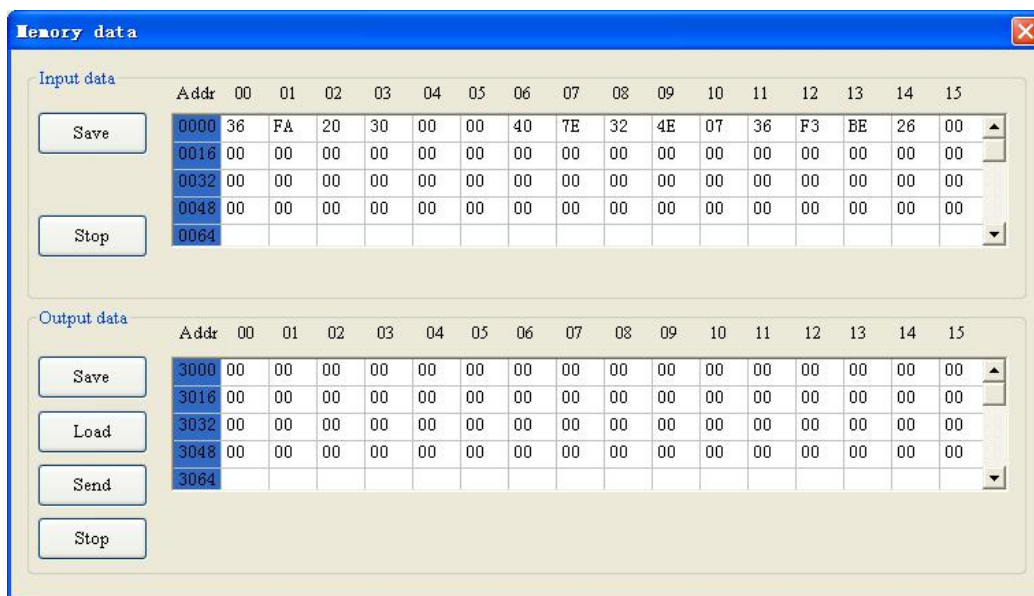 Memory data
Input data
Addr 00 01 02 03 04 05 06 07 08 09 10 11 12 13 14 15
Save
0000 36 FA 20 30 00 00 40 7E 32 4E 07 36 F3 BE 26 00
0016 00 00 00 00 00 00 00 00 00 00 00 00 00 00 00 00
0032 00 00 00 00 00 00 00 00 00 00 00 00 00 00 00 00
0048 00 00 00 00 00 00 00 00 00 00 00 00 00 00 00 00
Stop
0064
Output data
Addr 00 01 02 03 04 05 06 07 08 09 10 11 12 13 14 15
Save
3000 00 00 00 00 00 00 00 00 00 00 00 00 00 00 00 00
3016 00 00 00 00 00 00 00 00 00 00 00 00 00 00 00 00
Load
3032 00 00 00 00 00 00 00 00 00 00 00 00 00 00 00 00
3048 00 00 00 00 00 00 00 00 00 00 00 00 00 00 00 00
Send
3064
Stop